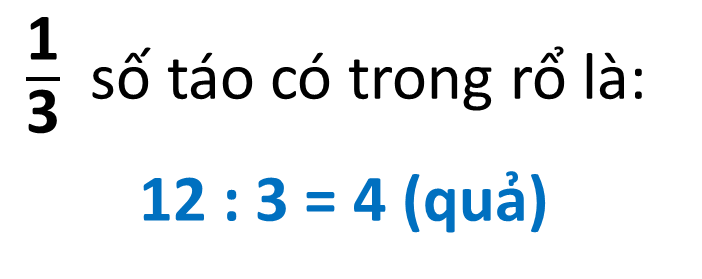 1/3 số táo có trong rổ là:
12 : 3 = 4 (quả)